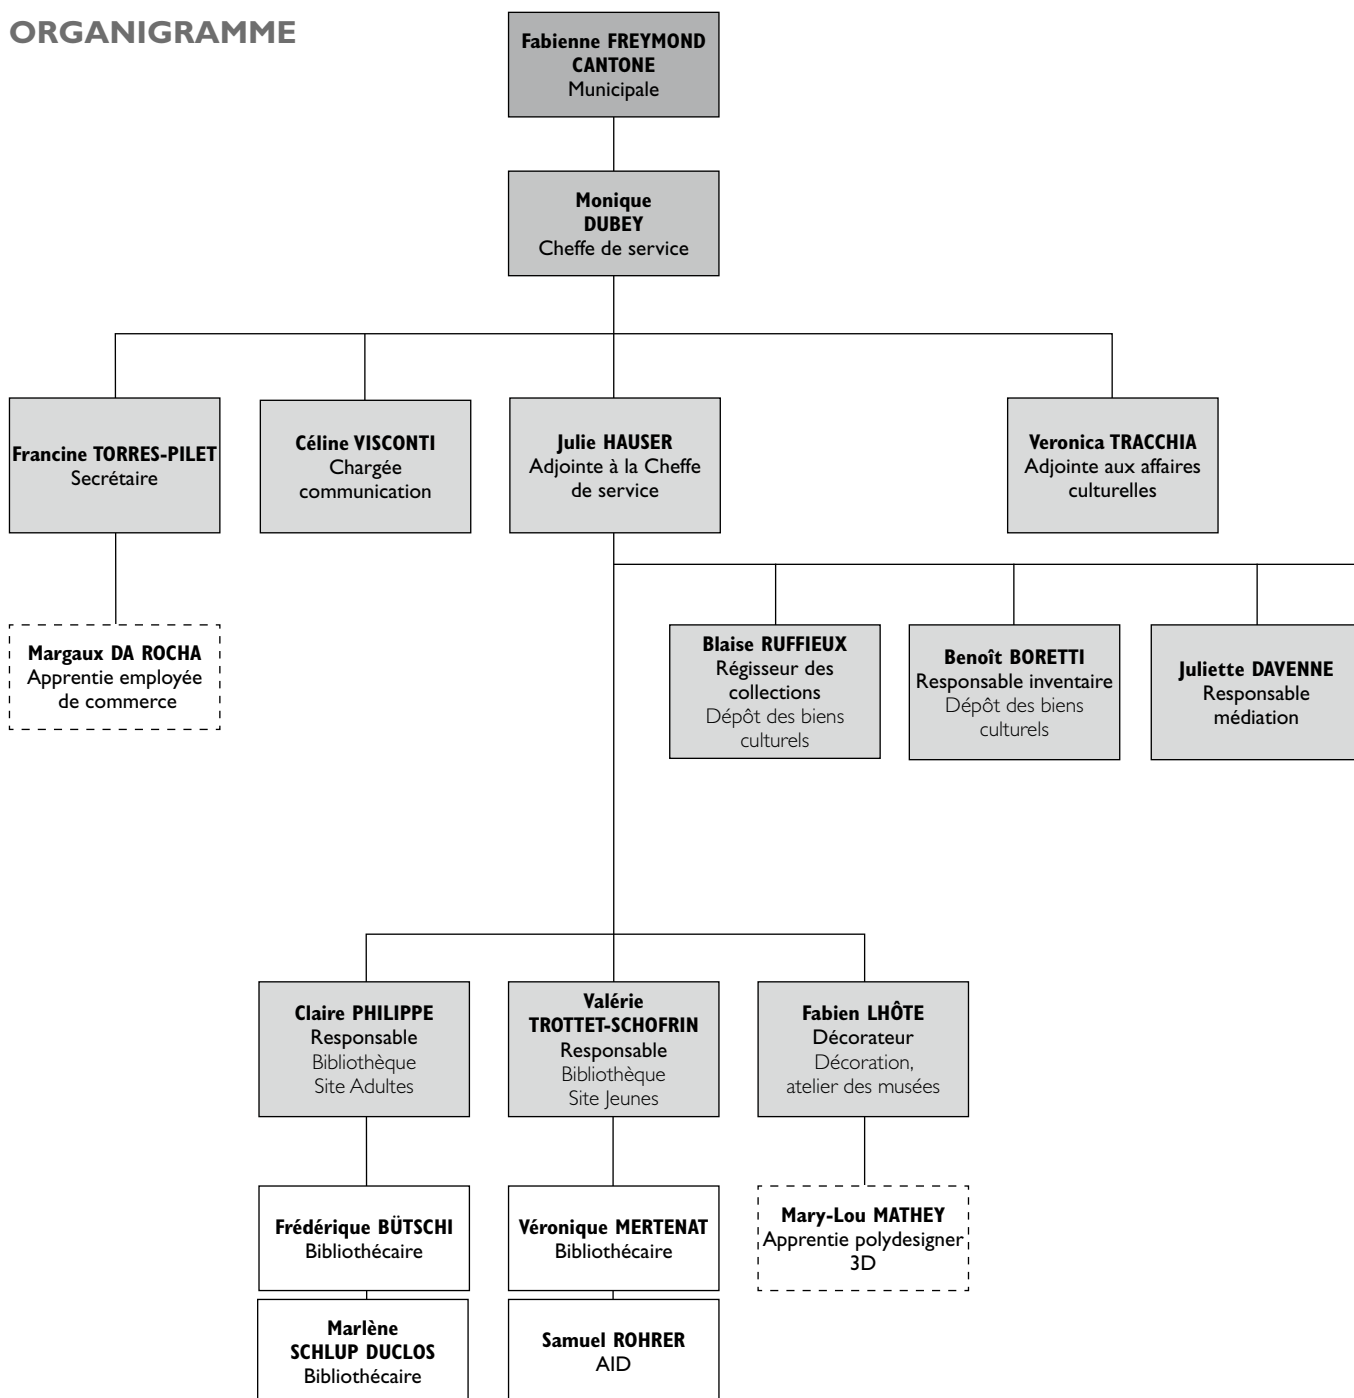 ORGANIGRAMME
Fabienne FREYMOND
CANTONE
Municipale
Monique
DUBEY
Cheffe de service
Francine TORRES-PILET
Secrétaire
Céline VISCONTI
Chargée
communication
Julie HAUSER
Adjointe à la Cheffe
de service
Veronica TRACCHIA
Adjointe aux affaires
culturelles
Margaux DA ROCHA
Apprentie employée
de commerce
Blaise RUFFIEUX
Régisseur des
collections
Dépôt des biens
culturels
Benoît BORETTI
Responsable inventaire
Dépôt des biens
culturels
Juliette DAVENNE
Responsable
médiation
Claire PHILIPPE
Responsable
Bibliothèque
Site Adultes
Valérie
TROTTET-SCHOFRIN
Responsable
Bibliothèque
Site Jeunes
Fabien LHÔTE
Décorateur
Décoration,
atelier des musées
Frédérique BÜTSCHI
Bibliothécaire
Véronique MERTENAT
Bibliothécaire
Mary-Lou MATHEY
Apprentie polydesigner
3D
Marlène
SCHLUP DUCLOS
Bibliothécaire
Samuel ROHRER
AID